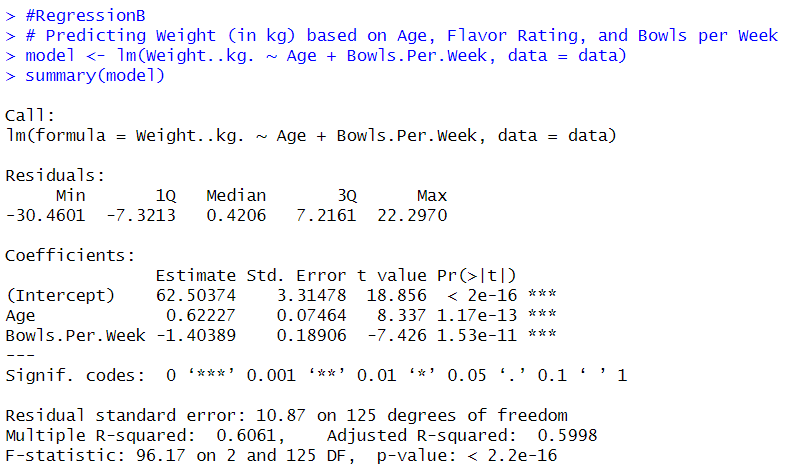 > #RegressionB
> # Predicting Weight (in kg) based on Age, Flavor Rating, and Bowls per Week
> model <- lm(Weight..kg. ~ Age + Bowls.Per.Week, data = data)
> summary(model)

Call:
lm(formula = Weight..kg. ~ Age + Bowls.Per.Week, data = data)

Residuals:
     Min       1Q   Median       3Q      Max
-30.4601  -7.3213   0.4206   7.2161  22.2970

Coefficients:
               Estimate Std. Error t value Pr(>|t|)
(Intercept)    62.50374    3.31478  18.856  < 2e-16 ***
Age             0.62227    0.07464   8.337 1.17e-13 ***
Bowls.Per.Week -1.40389    0.18906  -7.426 1.53e-11 ***
---
Signif. codes:  0 ‘***’ 0.001 ‘**’ 0.01 ‘*’ 0.05 ‘.’ 0.1 ‘ ’ 1

Residual standard error: 10.87 on 125 degrees of freedom
Multiple R-squared:  0.6061,    Adjusted R-squared:  0.5998
F-statistic: 96.17 on 2 and 125 DF,  p-value: < 2.2e-16